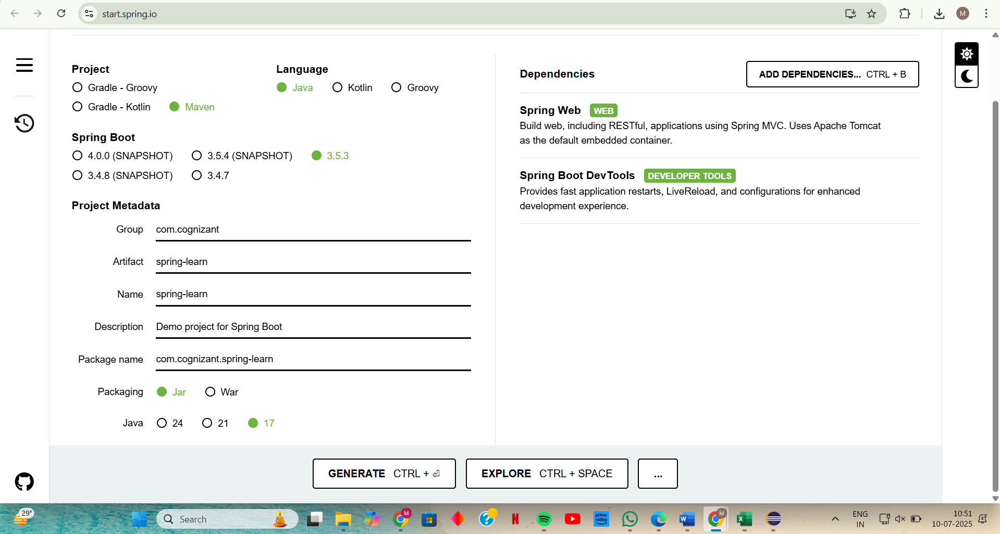 start.spring.io
M
Project
Language
Dependencies
ADD DEPENDENCIES... CTRL + B
Gradle - Groovy
Java
Kotlin
Groovy
Gradle - Kotlin
Maven
Spring Web WEB
Build web, including RESTful, applications using Spring MVC. Uses Apache Tomcat
as the default embedded container.
Spring Boot
4.0.0 (SNAPSHOT)
3.5.4 (SNAPSHOT)
3.5.3
3.4.8 (SNAPSHOT)
3.4.7
Spring Boot DevTools DEVELOPER TOOLS
Provides fast application restarts, LiveReload, and configurations for enhanced
development experience.
Project Metadata
Group com.cognizant
Artifact spring-learn
Name spring-learn
Description Demo project for Spring Boot
Package name com.cognizant.spring-learn
Packaging Jar War
Java 24 21 17
GENERATE CTRL + ⏎
EXPLORE CTRL + SPACE
...
29°
Search
M
?
N
prime
video
W
M
X
ENG
IN
10:51
10-07-2025